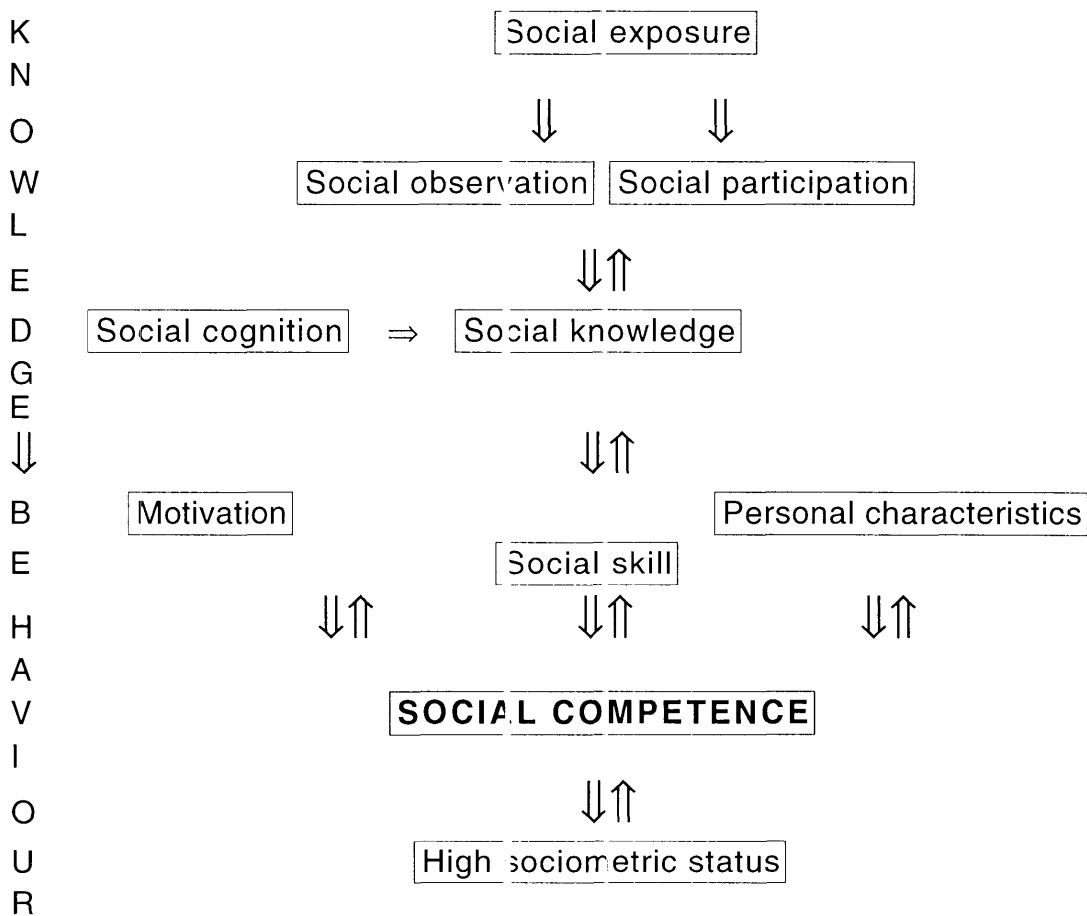 K
N
O
W
L
E
D
G
E
⇓
B
E
H
A
V
I
O
U
R
Social exposure
⇓ ⇓
Social observation Social participation
⇓⇑
Social cognition ⇒ Social knowledge
⇓⇑
Motivation Personal characteristics
Social skill
⇓⇑ ⇓⇑ ⇓⇑
SOCIAL COMPETENCE
⇓⇑
High sociometric status